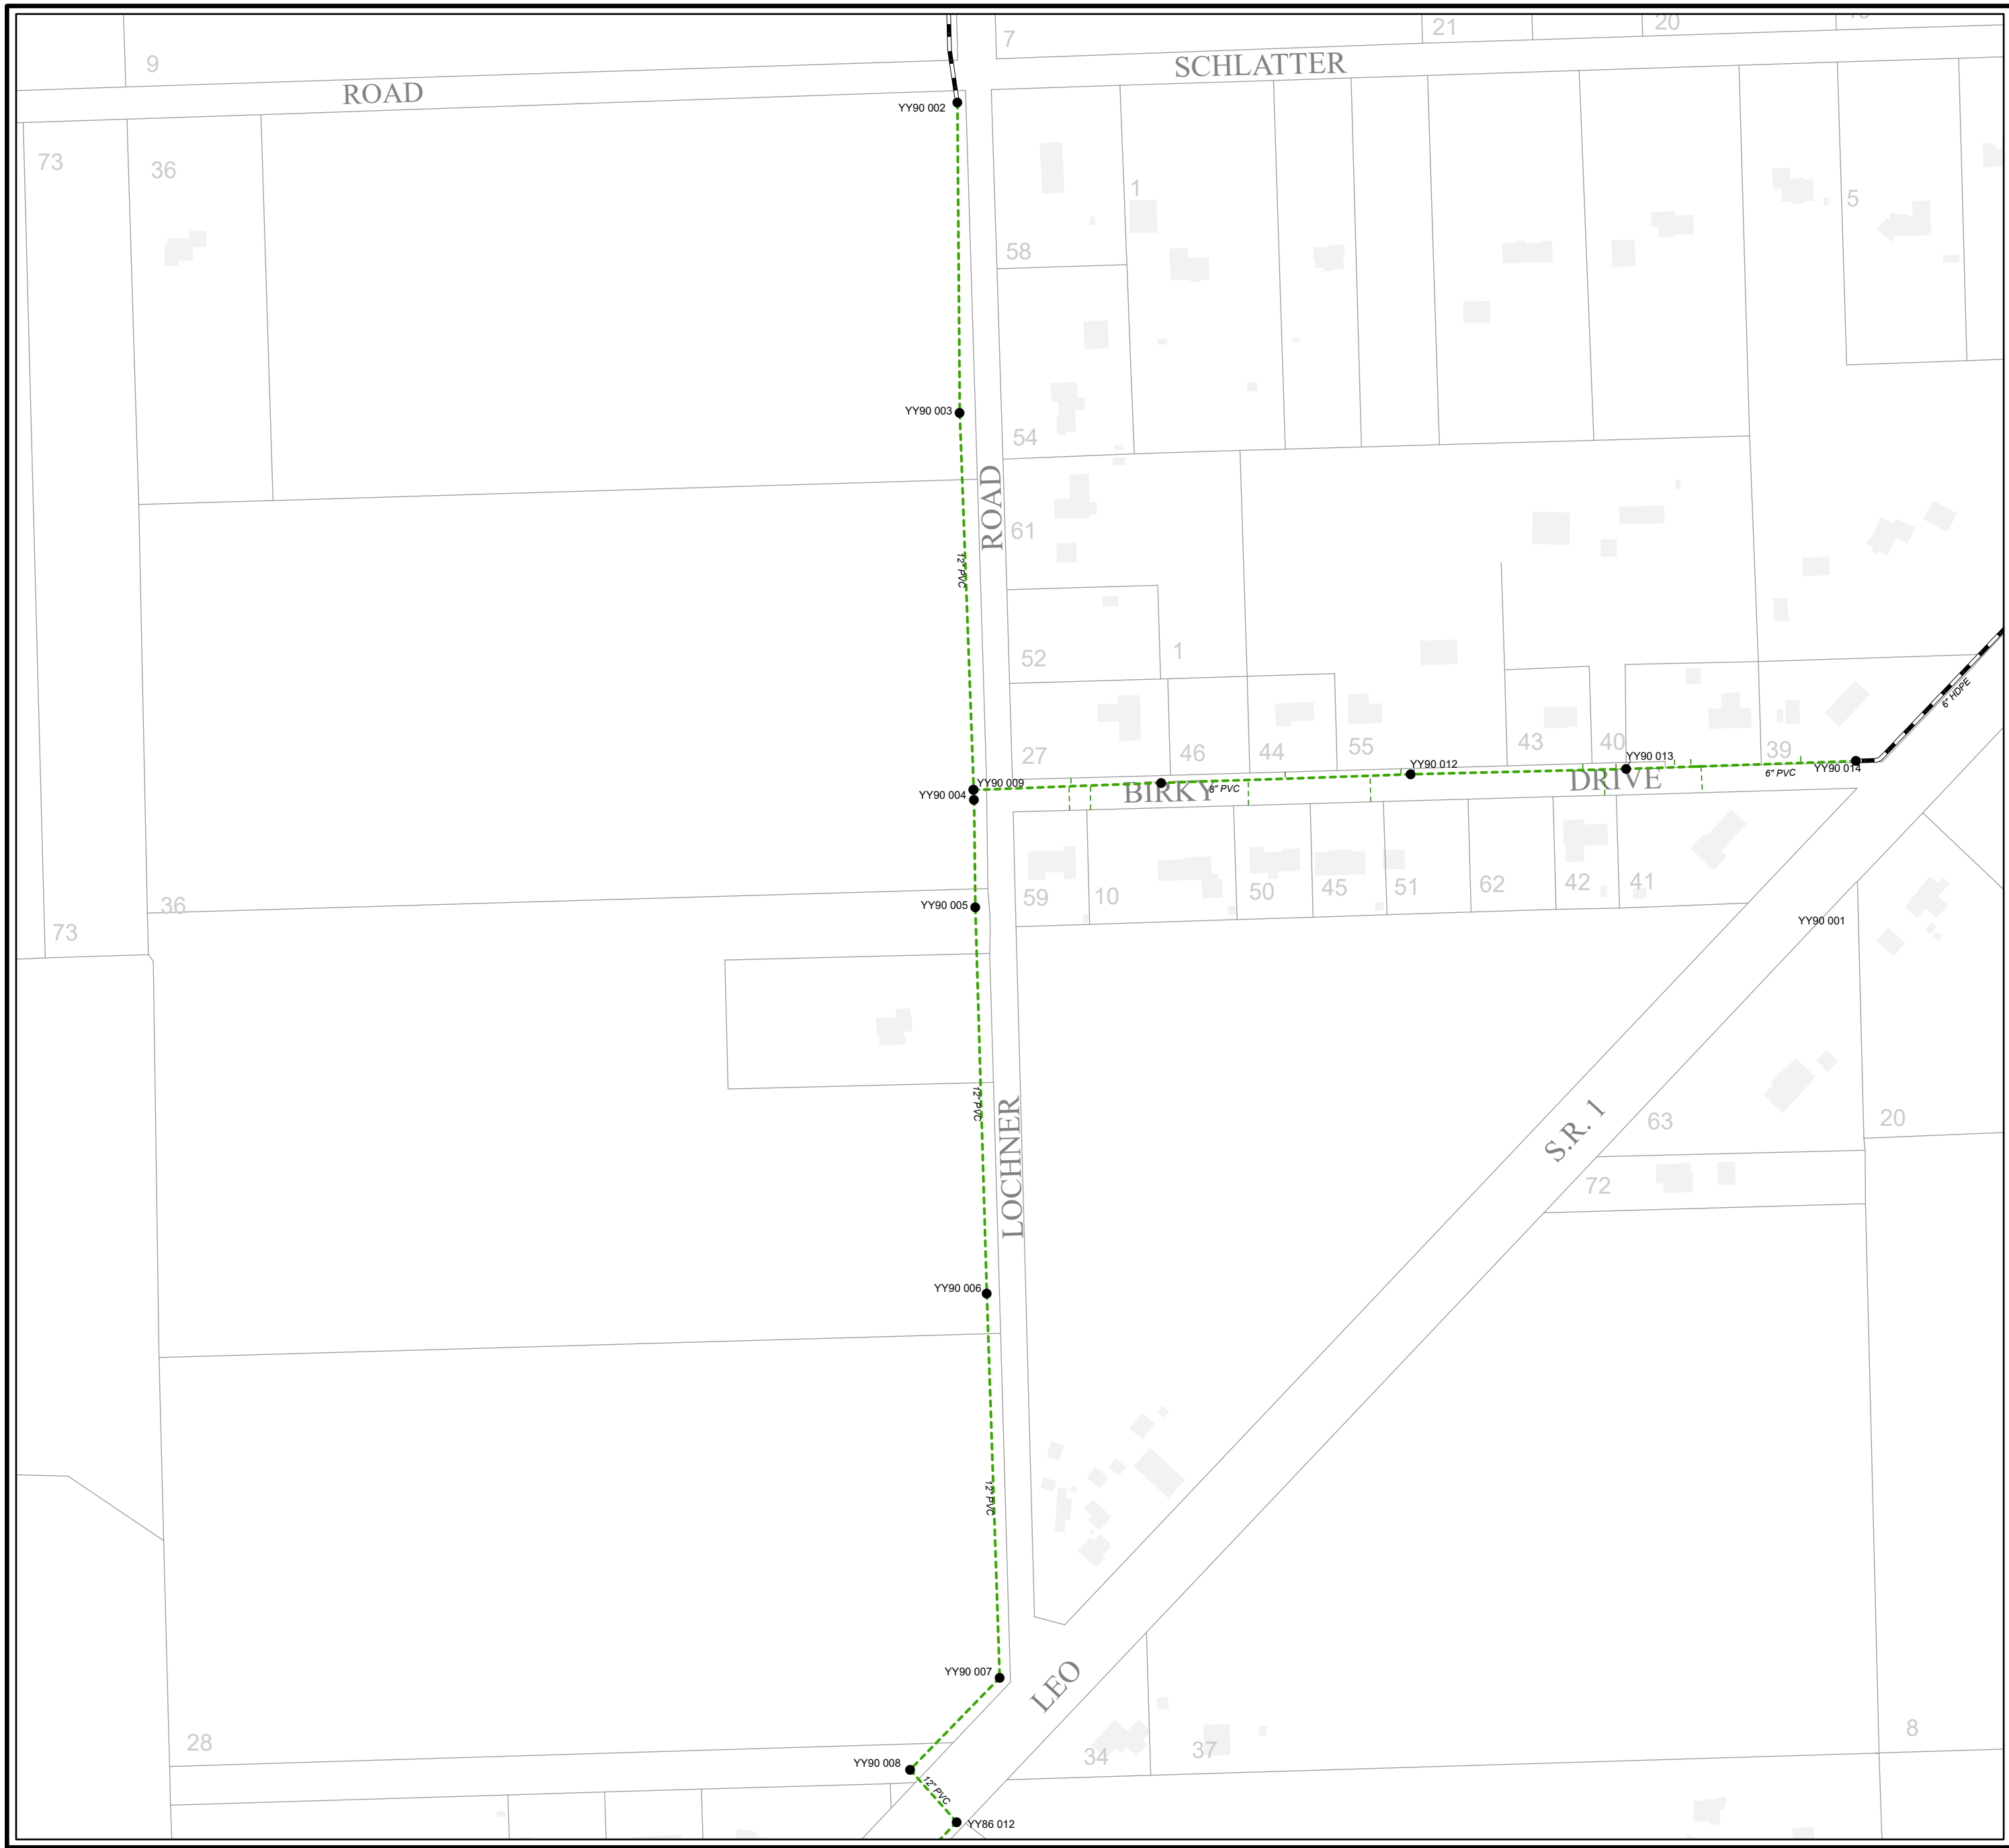 7
21
20
9
SCHLATTER
ROAD
YY90 002
73
36
1
5
58
YY90 003
54
ROAD
61
12" PVC
52
1
6" HDPE
27
46
44
55
43
40
39
YY90 013
YY90 012
YY90 014
6" PVC
YY90 009
YY90 004
BIRKY
8" PVC
DRIVE
59
10
50
45
51
62
42
41
36
YY90 005
73
YY90 001
12" PVC
LOCHNER
S.R. 1
63
20
72
YY90 006
12" PVC
YY90 007
LEO
28
34
37
8
YY90 008
12" PVC
YY86 012